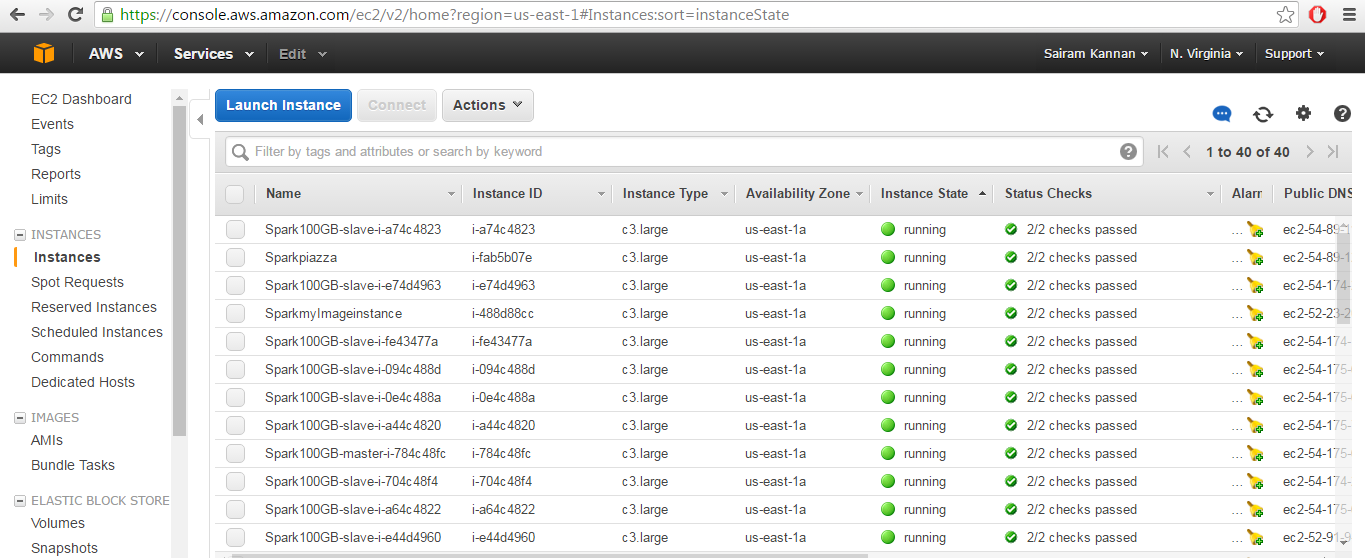 https://console.aws.amazon.com/ec2/v2/home?region=us-east-1#Instances:sort=instanceState
AWS Services Edit Sairam Kannan N. Virginia Support
EC2 Dashboard
Events
Tags
Reports
Limits
INSTANCES
Instances
Spot Requests
Reserved Instances
Scheduled Instances
Commands
Dedicated Hosts
IMAGES
AMIs
Bundle Tasks
ELASTIC BLOCK STORE
Volumes
Snapshots
Launch Instance Connect Actions
Filter by tags and attributes or search by keyword 1 to 40 of 40
Name Instance ID Instance Type Availability Zone Instance State Status Checks Alarm Public DNS
Spark100GB-slave-i-a74c4823 i-a74c4823 c3.large us-east-1a running 2/2 checks passed ... ec2-54-89-1
Sparkpiazza i-fab5b07e c3.large us-east-1a running 2/2 checks passed ... ec2-54-89-1
Spark100GB-slave-i-e74d4963 i-e74d4963 c3.large us-east-1a running 2/2 checks passed ... ec2-54-174-
SparkmyImageinstance i-488d88cc c3.large us-east-1a running 2/2 checks passed ... ec2-52-23-2
Spark100GB-slave-i-fe43477a i-fe43477a c3.large us-east-1a running 2/2 checks passed ... ec2-54-174-
Spark100GB-slave-i-094c488d i-094c488d c3.large us-east-1a running 2/2 checks passed ... ec2-54-175-
Spark100GB-slave-i-0e4c488a i-0e4c488a c3.large us-east-1a running 2/2 checks passed ... ec2-54-175-
Spark100GB-slave-i-a44c4820 i-a44c4820 c3.large us-east-1a running 2/2 checks passed ... ec2-54-175-
Spark100GB-master-i-784c48fc i-784c48fc c3.large us-east-1a running 2/2 checks passed ... ec2-54-175-
Spark100GB-slave-i-704c48f4 i-704c48f4 c3.large us-east-1a running 2/2 checks passed ... ec2-54-174-
Spark100GB-slave-i-a64c4822 i-a64c4822 c3.large us-east-1a running 2/2 checks passed ... ec2-54-175-
Spark100GB-slave-i-e44d4960 i-e44d4960 c3.large us-east-1a running 2/2 checks passed ... ec2-52-91-9